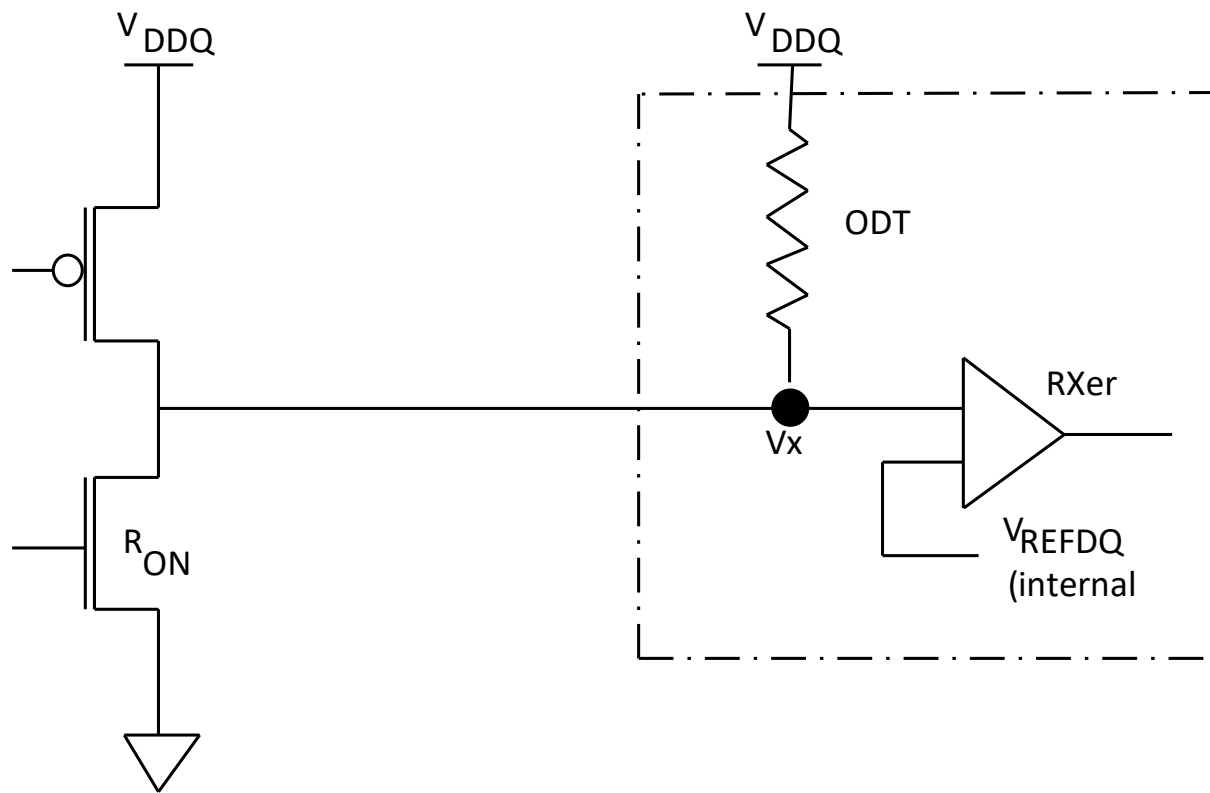 VDDQ
VDDQ
ODT
RXer
Vx
RON
VREFDQ
(internal